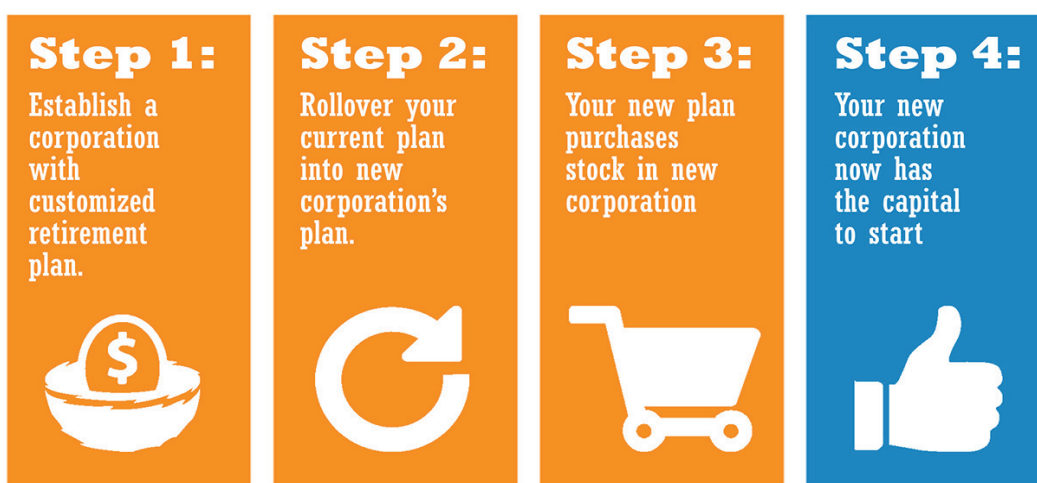 Step 1:
Establish a
corporation
with
customized
retirement
plan.
$
Step 2:
Rollover your
current plan
into new
corporation's
plan.
Step 3:
Your new plan
purchases
stock in new
corporation
Step 4:
Your new
corporation
now has
the capital
to start